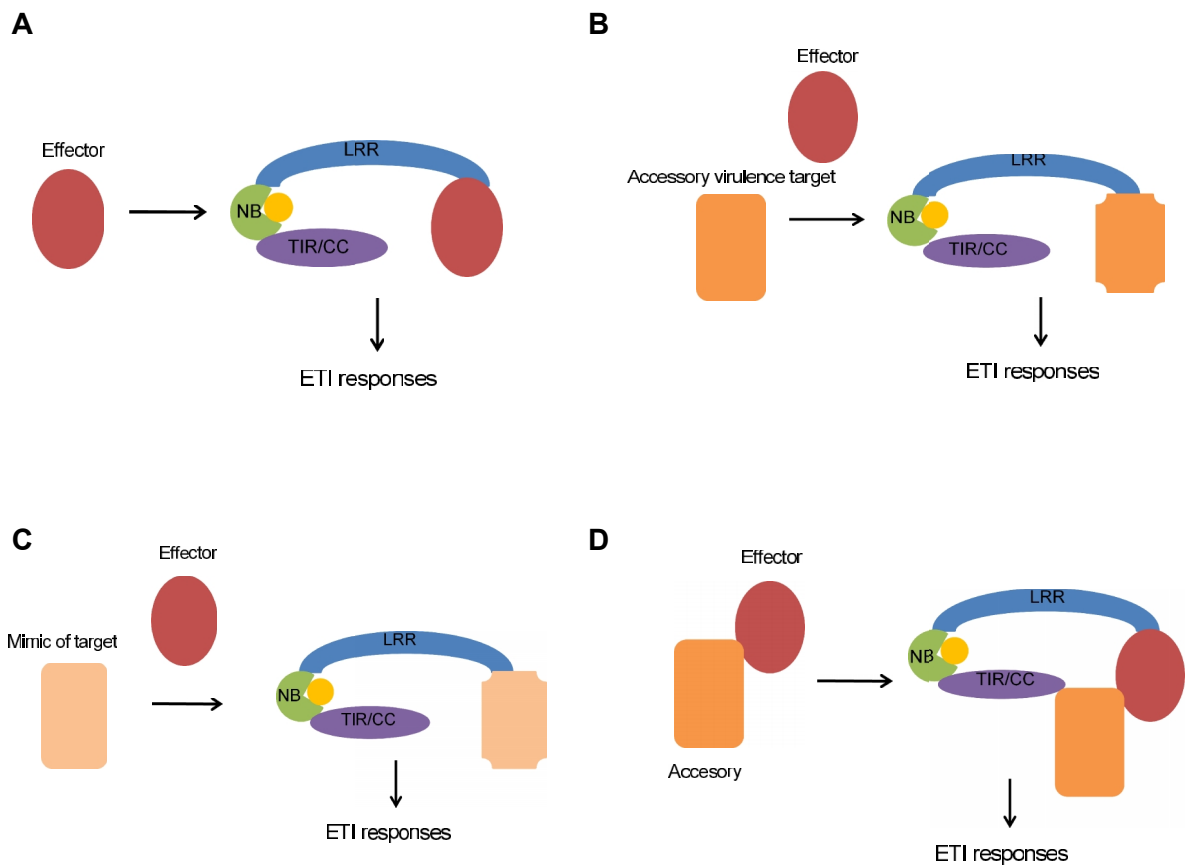 A
Effector
LRR
NB
TIR/CC
ETI responses
B
Effector
Accessory virulence target
LRR
NB
TIR/CC
ETI responses
C
Effector
Mimic of target
LRR
NB
TIR/CC
ETI responses
D
Effector
LRR
NB
TIR/CC
Accesory
ETI responses